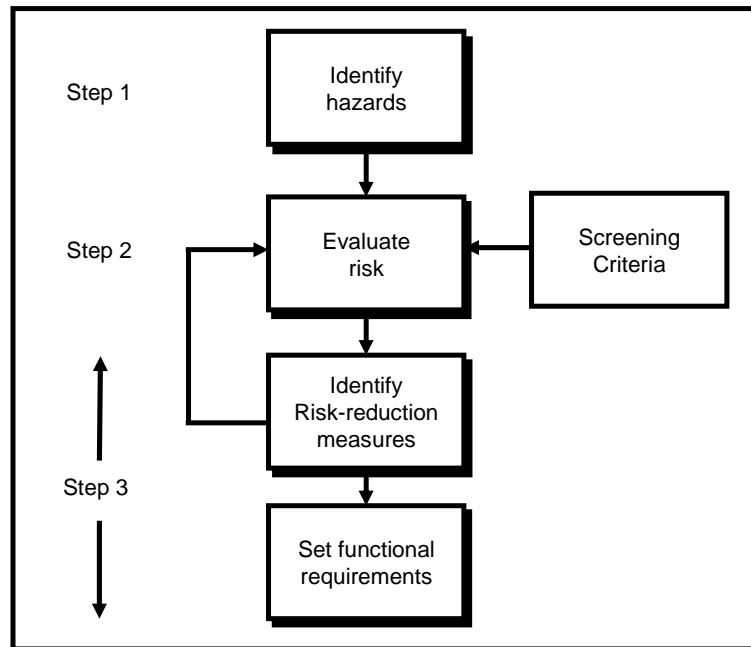 Step 1
Identify
hazards
Step 2
Evaluate
risk
Screening
Criteria
Identify
Risk-reduction
measures
Step 3
Set functional
requirements